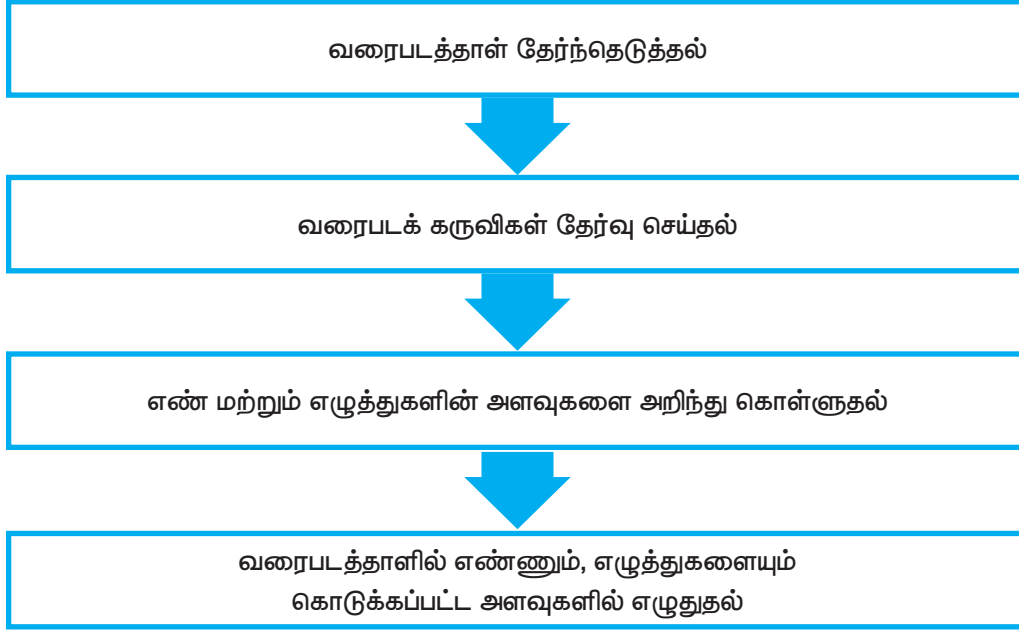 வரைபடத்தாள் தேர்ந்தெடுத்தல்
வரைபடக் கருவிகள் தேர்வு செய்தல்
எண் மற்றும் எழுத்துகளின் அளவுகளை அறிந்து கொள்ளுதல்
வரைபடத்தாளில் எண்ணும், எழுத்துகளையும்
கொடுக்கப்பட்ட அளவுகளில் எழுதுதல்